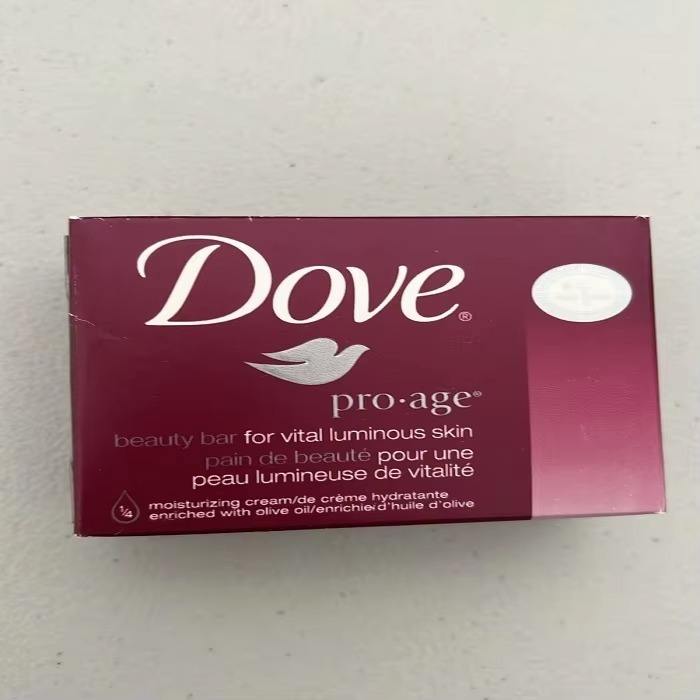 Dove®
pro·age®
beauty bar for vital luminous skin
pain de beauté pour une
peau lumineuse de vitalité
1/4
moisturizing cream/de crème hydratante
enriched with olive oil/enrichie d'huile d'olive